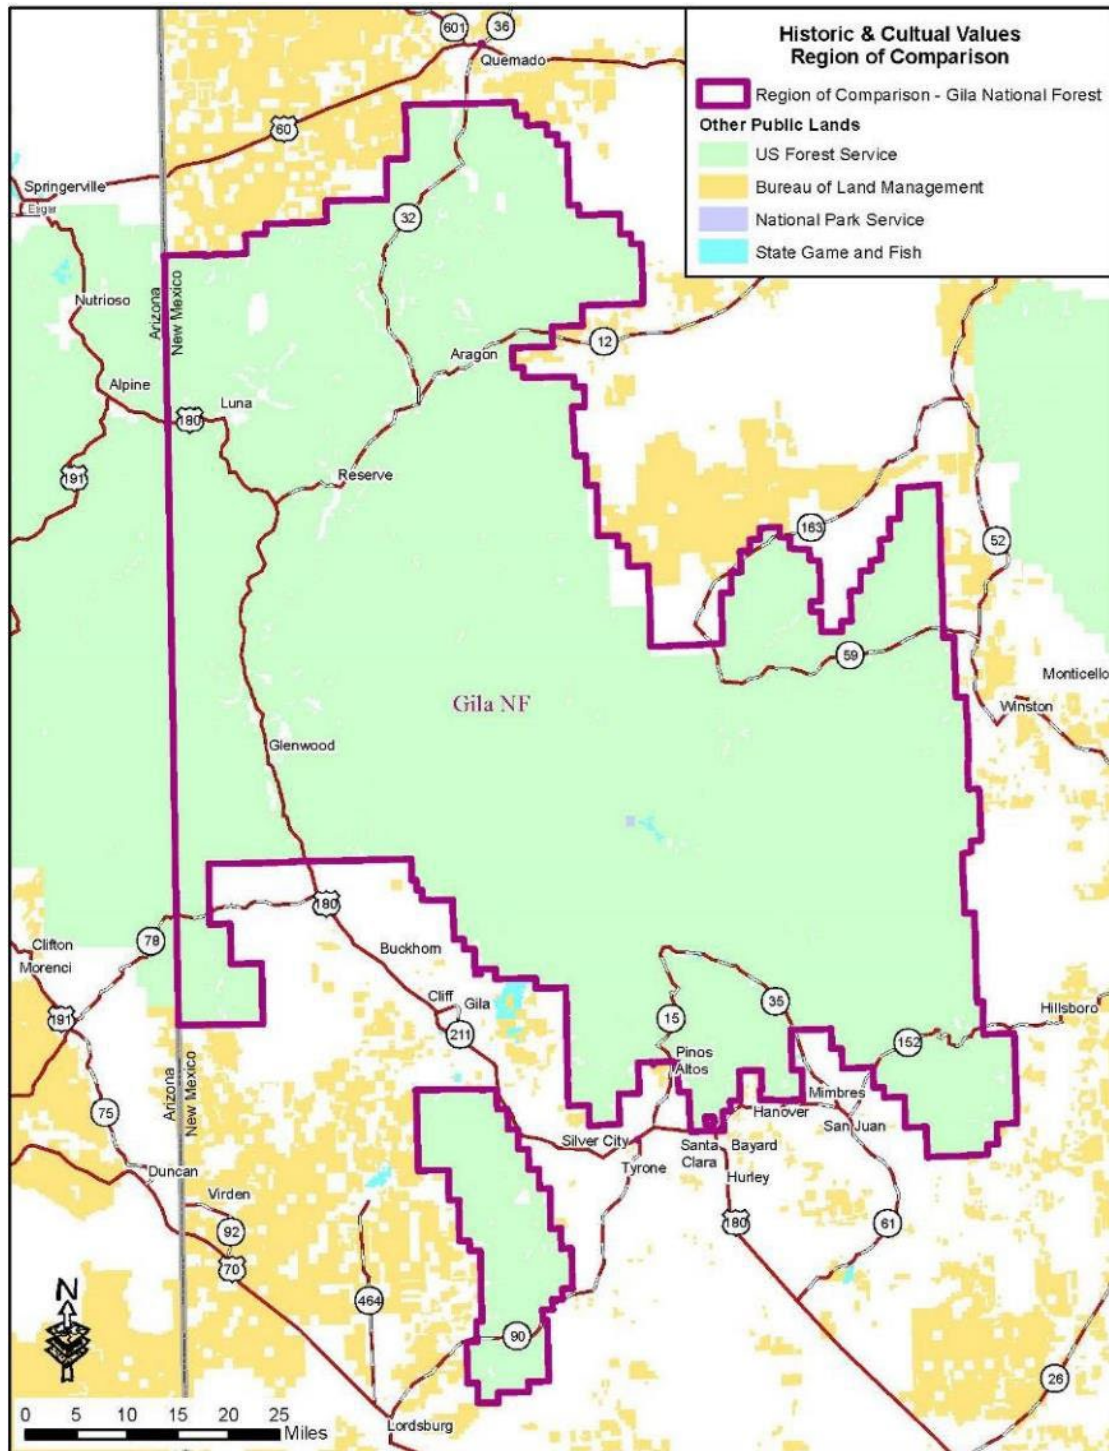 Historic & Cultual Values
Region of Comparison
Region of Comparison - Gila National Forest
Other Public Lands
US Forest Service
Bureau of Land Management
National Park Service
State Game and Fish
601
36
Quemado
60
Springerville
Eagar
32
Nutrioso
Arizona
New Mexico
12
Aragon
Alpine
Luna
180
191
Reserve
163
52
59
Monticello
Gila NF
Winston
Glenwood
180
78
Clifton
Morenci
Buckhorn
Cliff
Gila
211
191
15
35
Hillsboro
152
Pinos
Altos
Mimbres
Hanover
San Juan
75
Arizona
New Mexico
Silver City
Santa
Clara
Bayard
Tyrone
Hurley
Duncan
Virden
92
70
180
61
464
90
26
N
0 5 10 15 20 25
Miles
Lordsburg